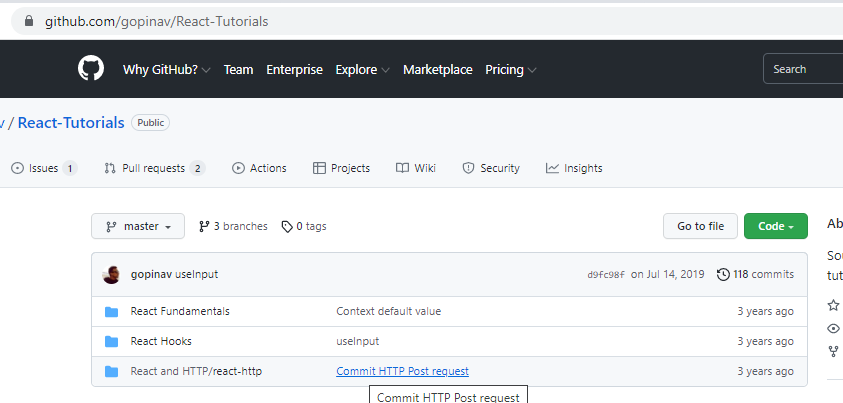 github.com/gopinav/React-Tutorials
Why GitHub? Team Enterprise Explore Marketplace Pricing Search
/ React-Tutorials Public
Issues 1 Pull requests 2 Actions Projects Wiki Security Insights
master 3 branches 0 tags Go to file Code
gopinav useInput d9fc98f on Jul 14, 2019 118 commits
React Fundamentals Context default value 3 years ago
React Hooks useInput 3 years ago
React and HTTP/react-http Commit HTTP Post request 3 years ago
Commit HTTP Post request